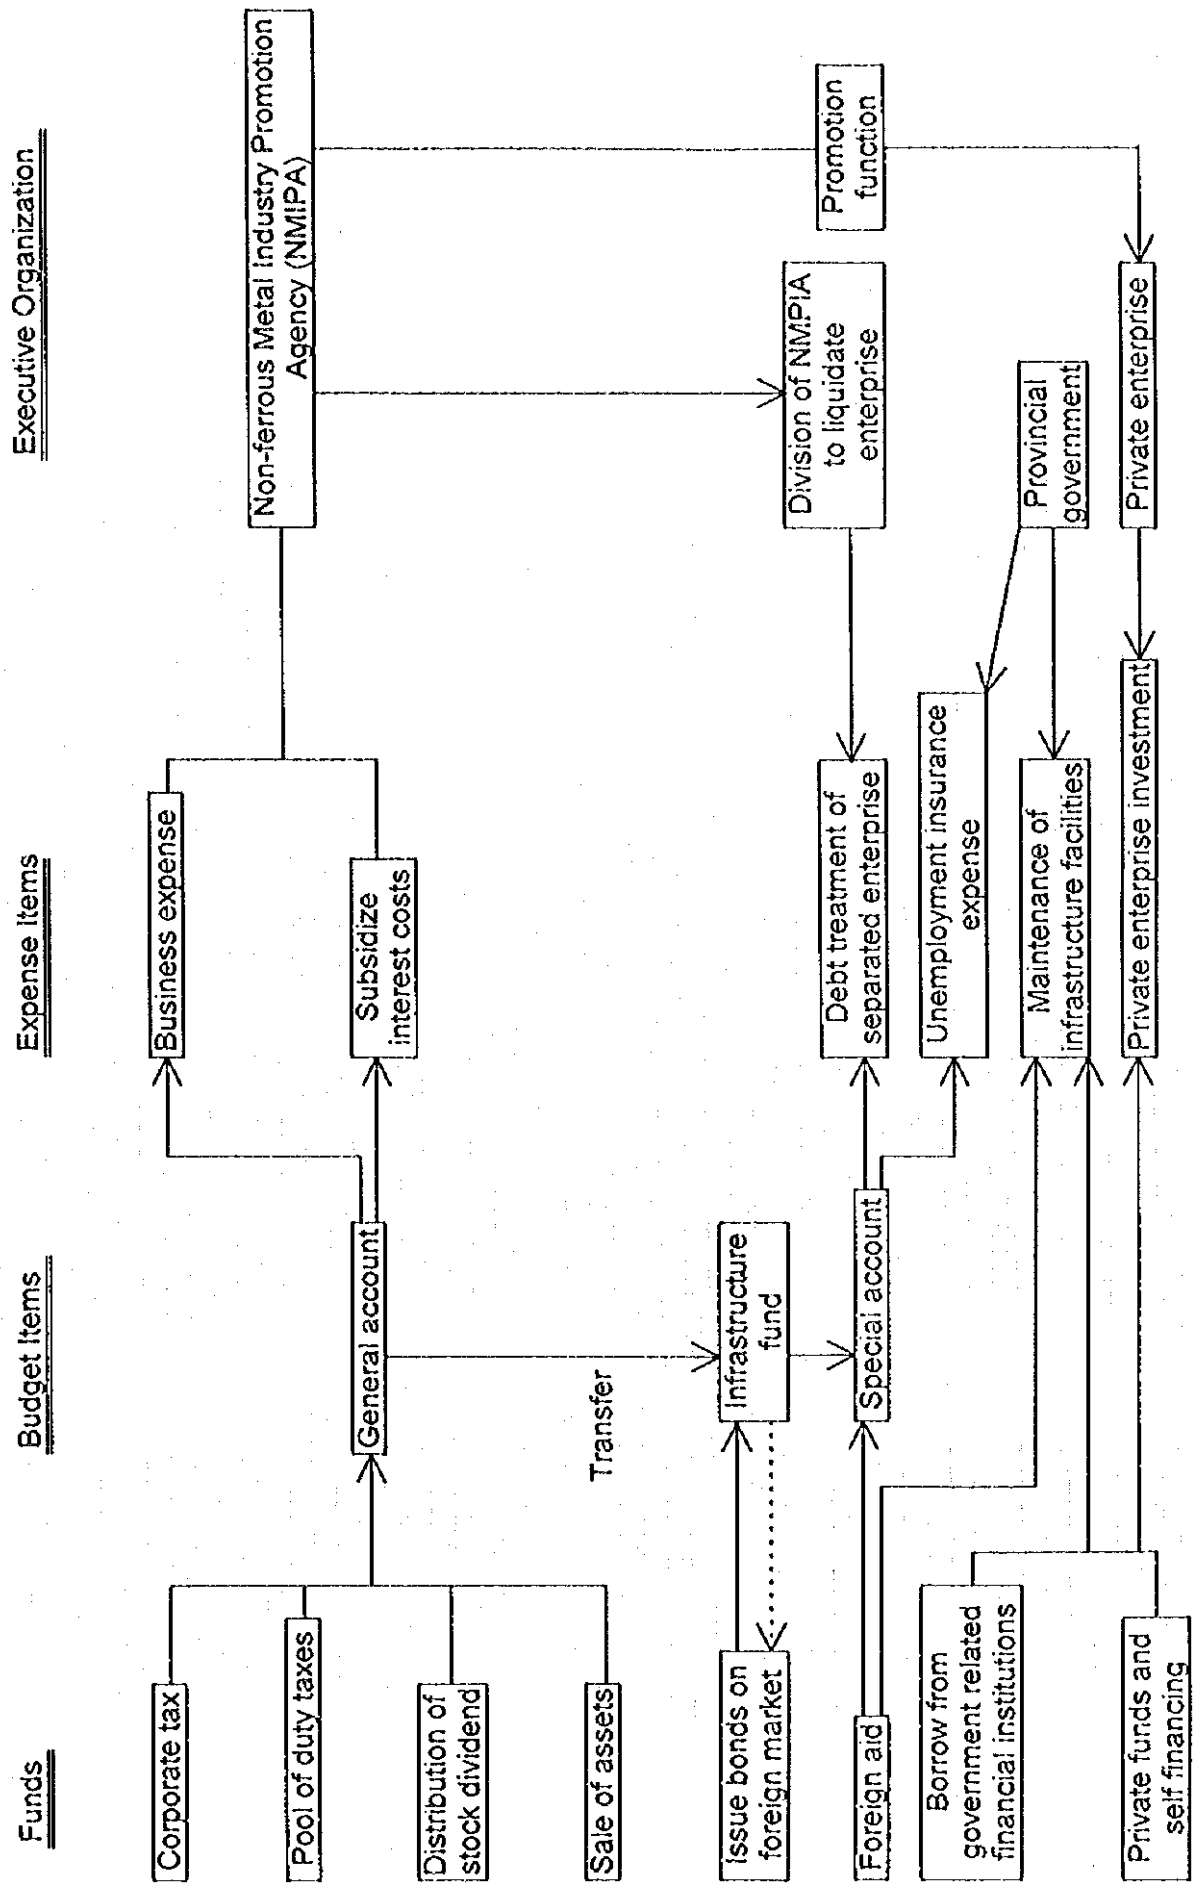 Funds
Budget Items
Expense Items
Executive Organization
Corporate tax
Pool of duty taxes
Distribution of
stock dividend
Sale of assets
Issue bonds on
foreign market
Foreign aid
Borrow from
government related
financial institutions
Private funds and
self financing
General account
Transfer
Infrastructure
fund
Special account
Business expense
Subsidize
interest costs
Debt treatment of
separated enterprise
Unemployment insurance
expense
Maintenance of
infrastructure facilities
Private enterprise investment
Non-ferrous Metal Industry Promotion
Agency (NMIPA)
Division of NMPIA
to liquidate
enterprise
Promotion
function
Provincial
government
Private enterprise